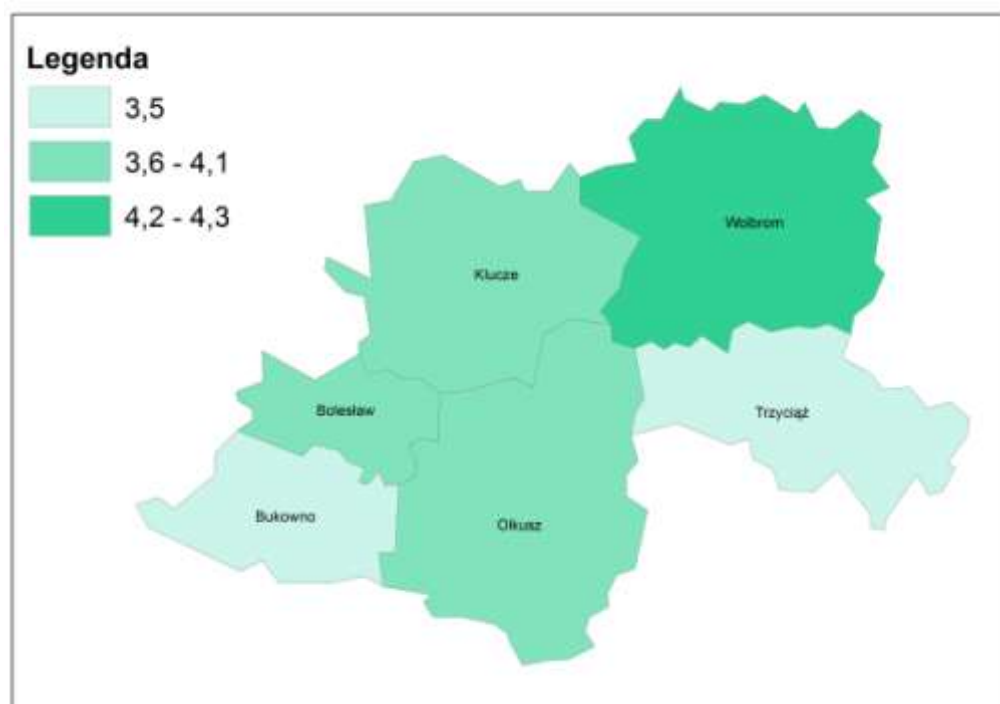 Legenda
3,5
3,6 - 4,1
4,2 - 4,3
Wolbrom
Klucze
Bolesław
Trzyciąż
Bukowno
Olkusz